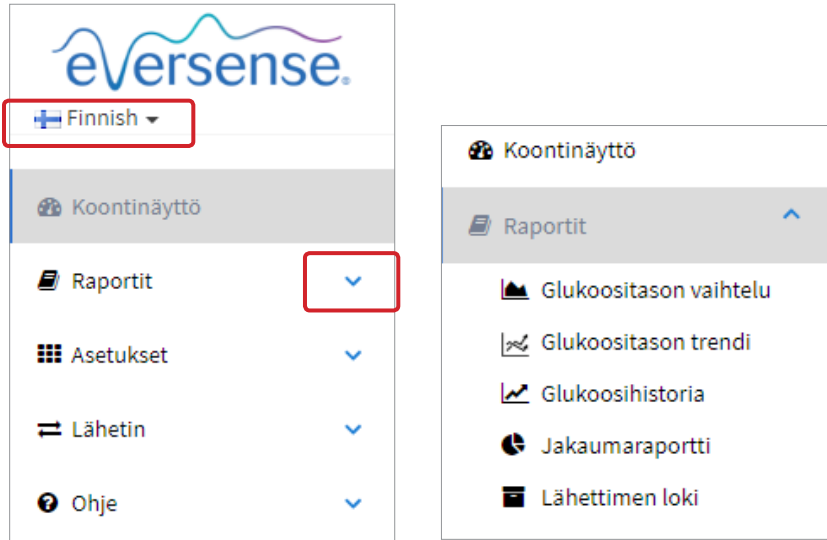 eversense.
Finnish
Koontinäyttö
Raportit
Asetukset
Lähetin
Ohje
Koontinäyttö
Raportit
Glukoositason vaihtelu
Glukoositason trendi
Glukoosihistoria
Jakaumaraportti
Lähettimen loki